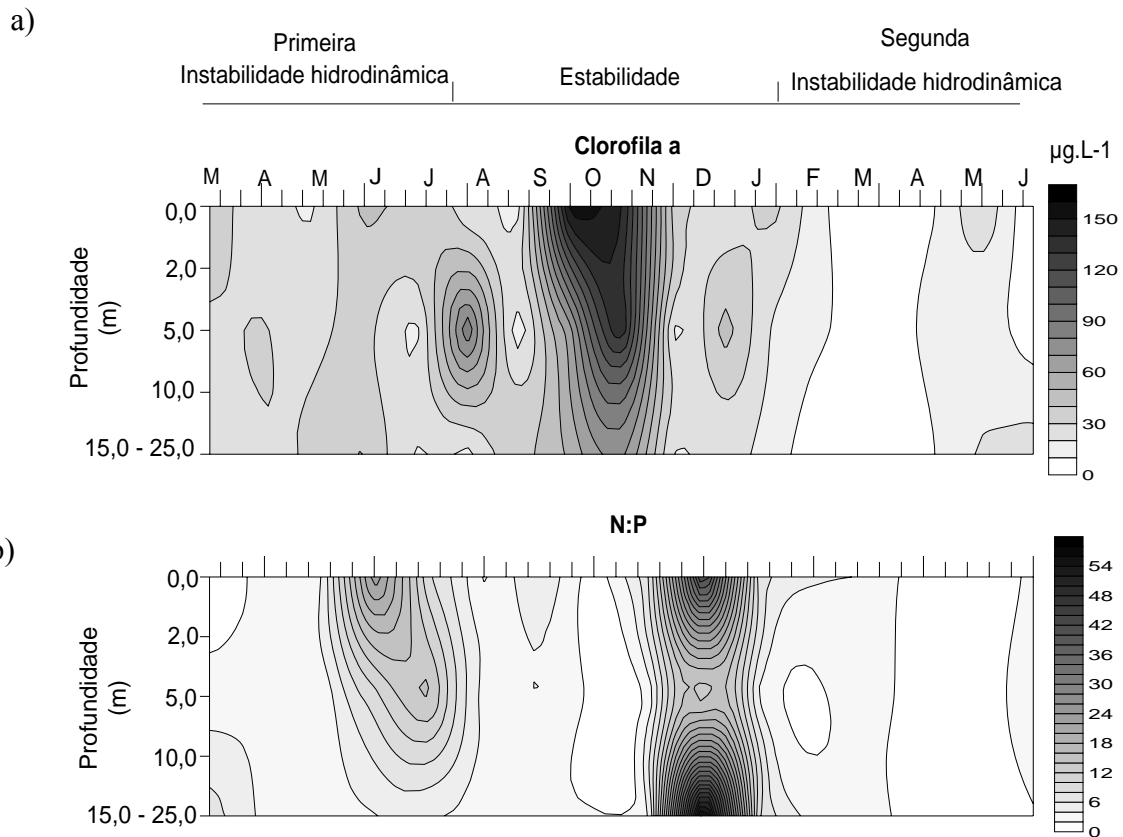 a)
Primeira
Instabilidade hidrodinâmica
Estabilidade
Segunda
Instabilidade hidrodinâmica
Clorofila a
µg.L-1
M A M J J A S O N D J F M A M J
0,0
2,0
5,0
10,0
15,0 - 25,0
Profundidade
(m)
150
120
90
60
30
0
b)
N:P
0,0
2,0
5,0
10,0
15,0 - 25,0
Profundidade
(m)
54
48
42
36
30
24
18
12
6
0